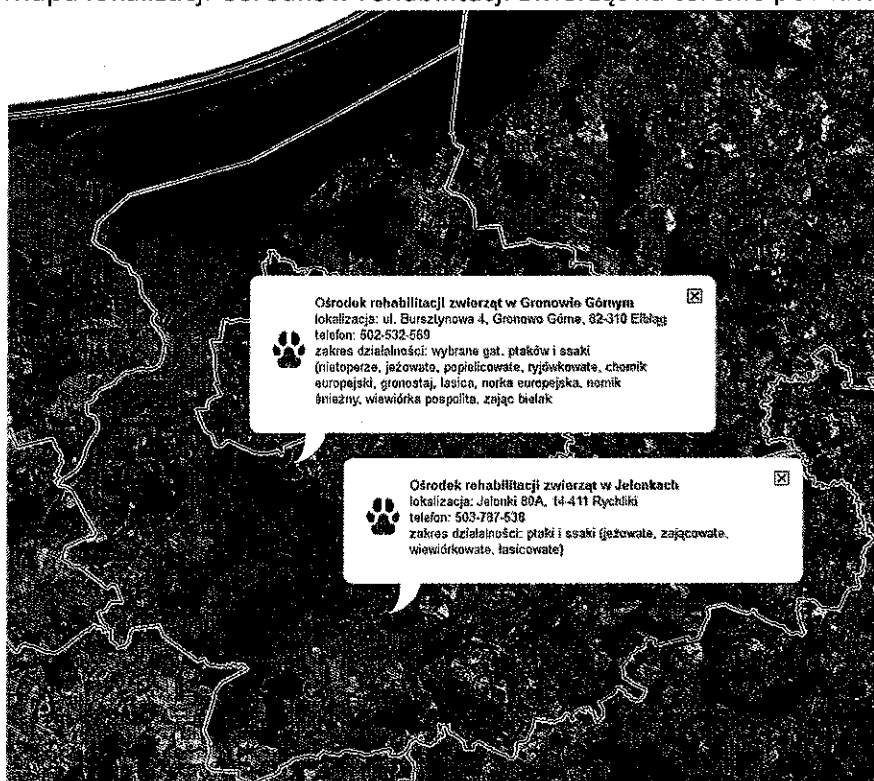 Ośrodek rehabilitacji zwierząt w Gronowie Górnym
lokalizacja: ul. Bursztynowa 4, Gronowo Górne, 82-310 Elbląg
telefon: 502-532-569
zakres działalności: wybrane gat. ptaków i ssaki
(nietoperze, jeżowate, popielicowate, ryjówkowate, chomik
europejski, gronostaj, łasica, norka europejska, nornik
śnieżny, wiewiórka pospolita, zając bielak
Ośrodek rehabilitacji zwierząt w Jelonkach
lokalizacja: Jelonki 80A, 14-411 Rychliki
telefon: 503-787-538
zakres działalności: ptaki i ssaki (jeżowate, zającowate,
wiewiórkowate, łasicowate)